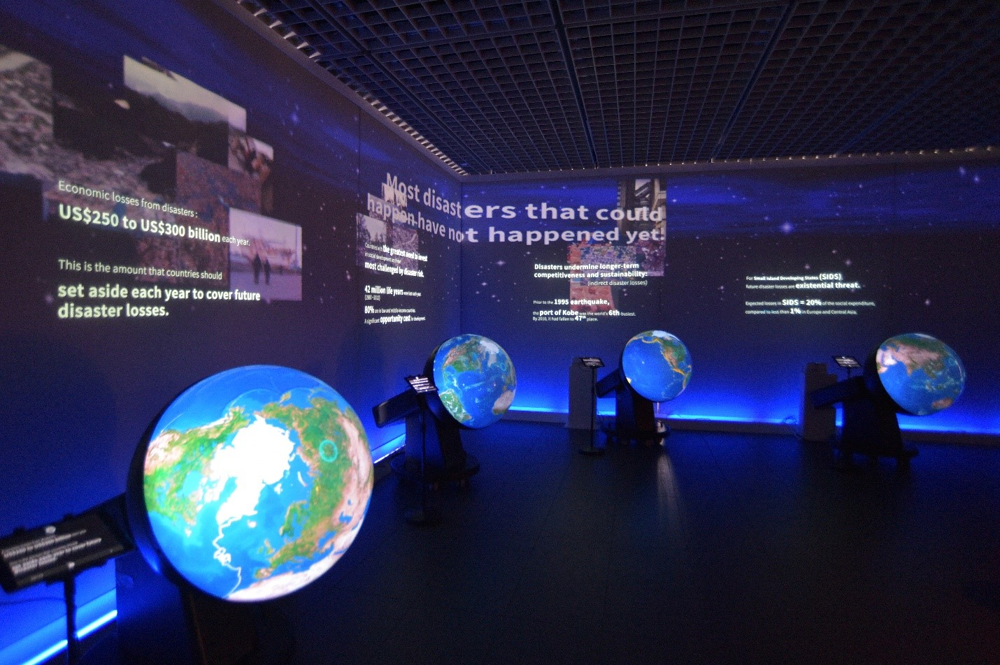 Economic losses from disasters :
US$250 to US$300 billion each year.
This is the amount that countries should
set aside each year to cover future
disaster losses.
Most disasters that could
happen have not happened yet.
Countries with the greatest need to invest
in social development are those
most challenged by disaster risk.
42 million life years were lost each year.
(1980 - 2012)
80% are in low and middle-income countries.
A significant opportunity cost for development.
Disasters undermine longer-term
competitiveness and sustainability:
(indirect disaster losses)
Prior to the 1995 earthquake,
the port of Kobe was the world's 6th busiest.
By 2010, it had fallen to 47th place.
For Small Island Developing States (SIDS)
future disaster losses are existential threat.
Expected losses in SIDS = 20% of the social expenditure,
compared to less than 1% in Europe and Central Asia.